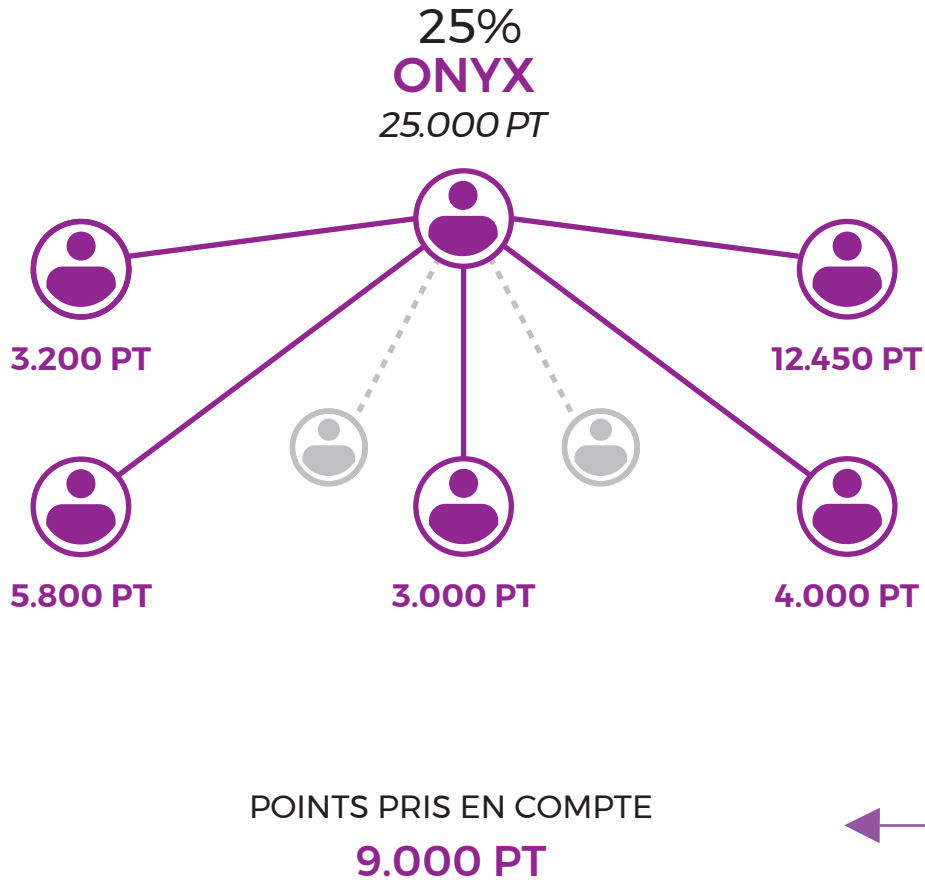 25%
ONYX
25.000 PT
3.200 PT
12.450 PT
5.800 PT
3.000 PT
4.000 PT
POINTS PRIS EN COMPTE
9.000 PT